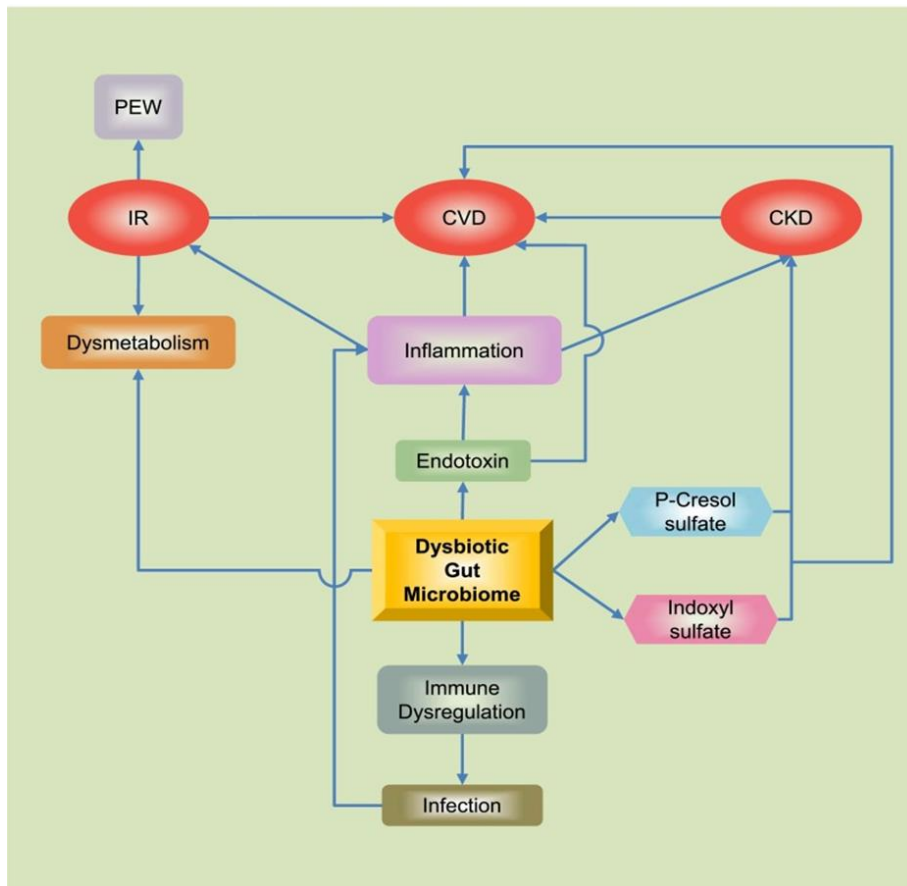 PEW
IR
CVD
CKD
Dysmetabolism
Inflammation
Endotoxin
P-Cresol
sulfate
Dysbiotic
Gut
Microbiome
Indoxyl
sulfate
Immune
Dysregulation
Infection